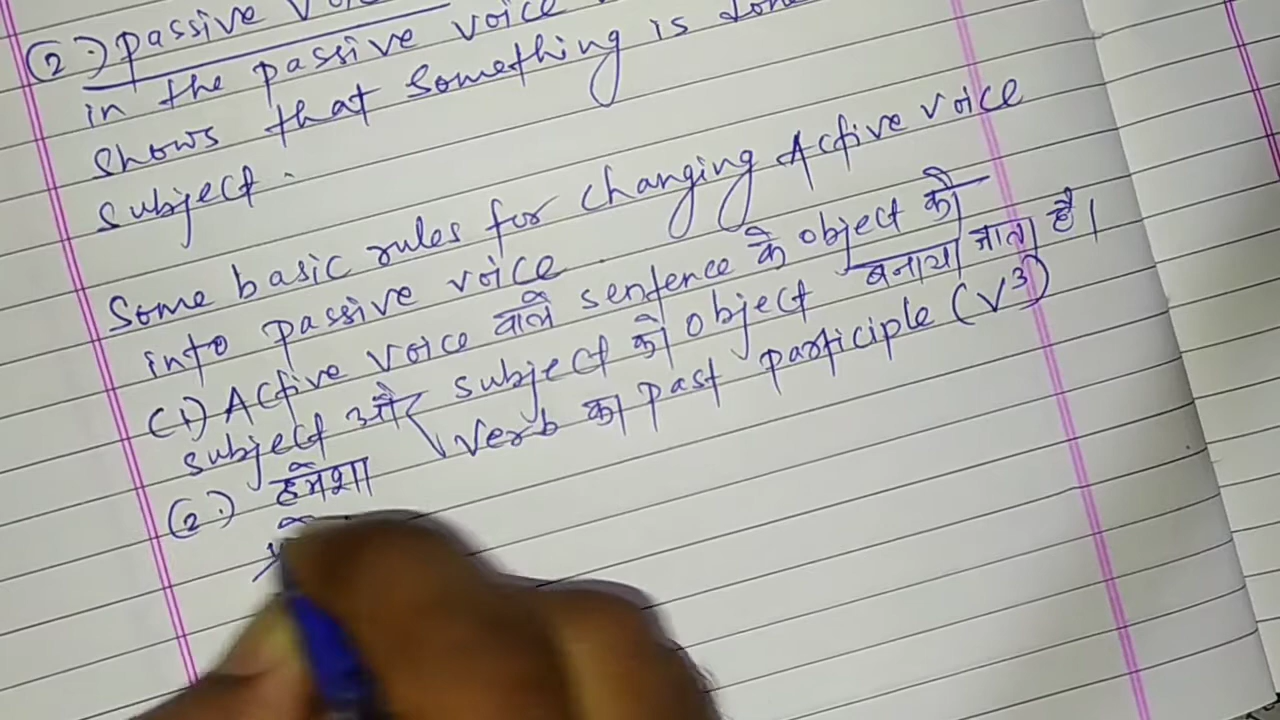 (2.) passive
in the passive voice
shows that something is done
subject.
Some basic rules for changing Active voice
into passive voice.
(1) Active voice वाले sentence के object को
subject और subject को object बनाया जाता है।
(2.) हमेशा verb का past participle (V3)